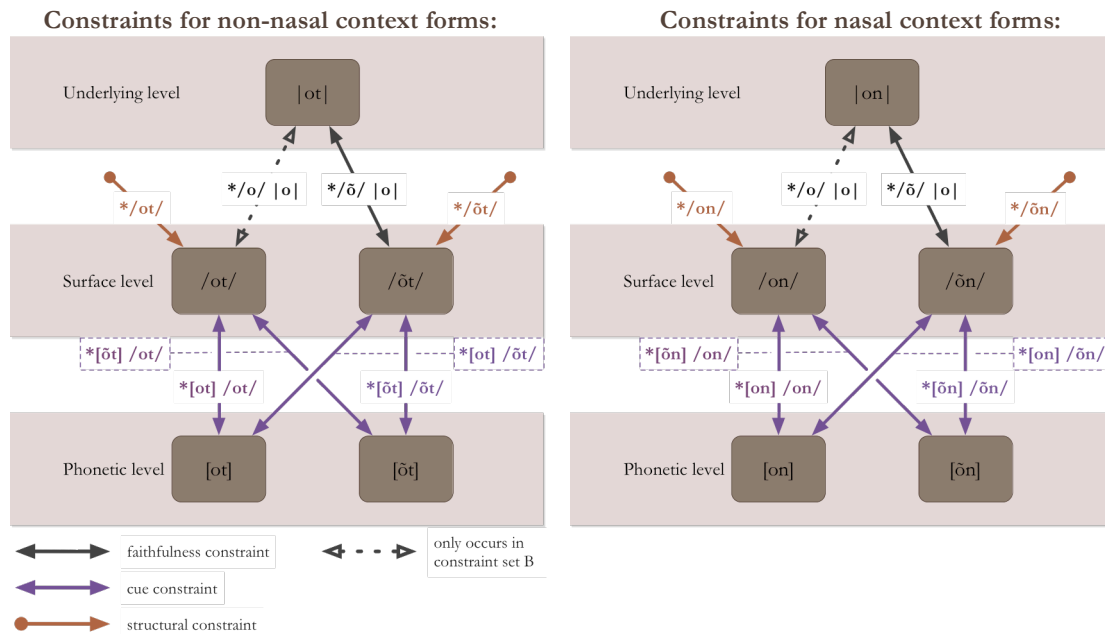 Constraints for non-nasal context forms:
Underlying level
|ot|
*/o/ |o|
*/õ/ |o|
*/ot/
*/õt/
Surface level
/ot/
/õt/
*[õt] /ot/
*[ot] /õt/
*[ot] /ot/
*[õt] /õt/
Phonetic level
[ot]
[õt]
faithfulness constraint
only occurs in
constraint set B
cue constraint
structural constraint
Constraints for nasal context forms:
Underlying level
|on|
*/o/ |o|
*/õ/ |o|
*/on/
*/õn/
Surface level
/on/
/õn/
*[õn] /on/
*[on] /õn/
*[on] /on/
*[õn] /õn/
Phonetic level
[on]
[õn]